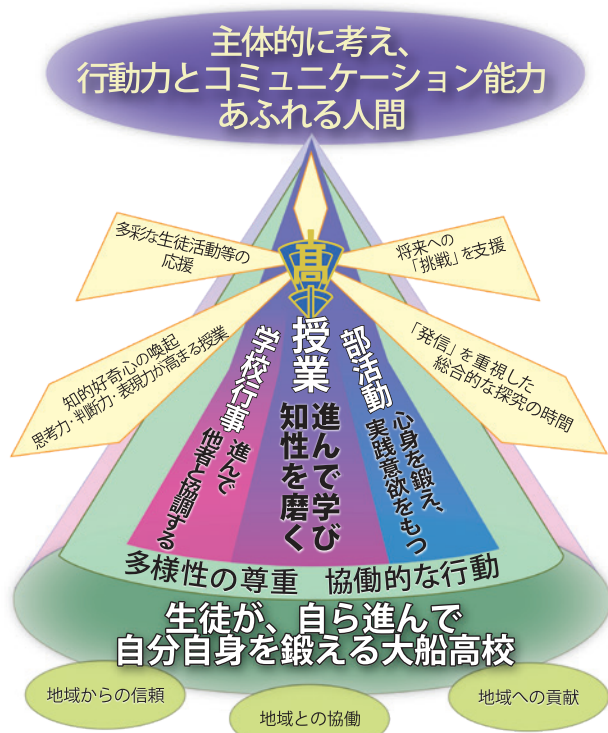 主体的に考え、
行動力とコミュニケーション能力
あふれる人間
多彩な生徒活動等の
応援
将来への
「挑戦」を支援
高
知的好奇心の喚起
思考力・判断力・表現力が高まる授業
「発信」を重視した
総合的な探究の時間
学校行事
進んで
他者と協調する
授業
進んで学び
知性を磨く
部活動
心身を鍛え、
実践意欲をもつ
多様性の尊重　協働的な行動
生徒が、自ら進んで
自分自身を鍛える大船高校
地域からの信頼
地域との協働
地域への貢献